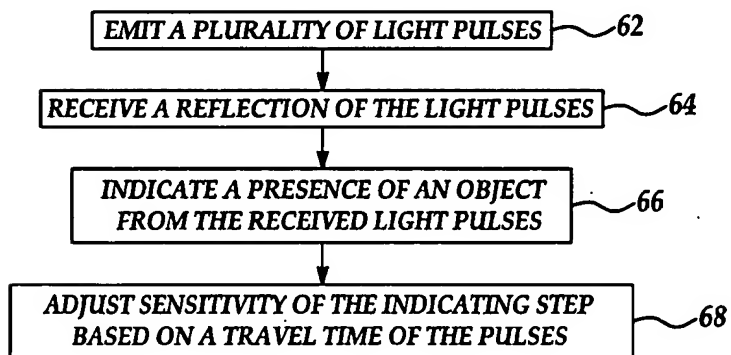 EMIT A PLURALITY OF LIGHT PULSES 62
RECEIVE A REFLECTION OF THE LIGHT PULSES 64
INDICATE A PRESENCE OF AN OBJECT
FROM THE RECEIVED LIGHT PULSES 66
ADJUST SENSITIVITY OF THE INDICATING STEP
BASED ON A TRAVEL TIME OF THE PULSES 68